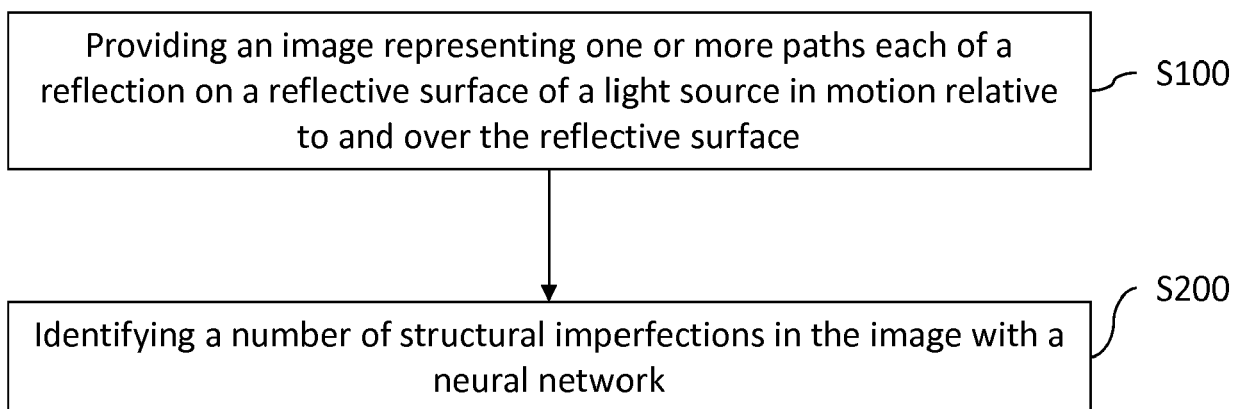 Providing an image representing one or more paths each of a
reflection on a reflective surface of a light source in motion relative
to and over the reflective surface
S100
Identifying a number of structural imperfections in the image with a
neural network
S200